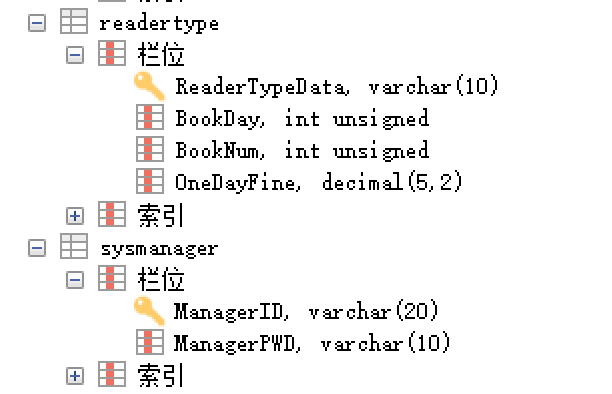 readertype
栏位
ReaderTypeData, varchar(10)
BookDay, int unsigned
BookNum, int unsigned
OneDayFine, decimal(5,2)
索引
sysmanager
栏位
ManagerID, varchar(20)
ManagerPWD, varchar(10)
索引